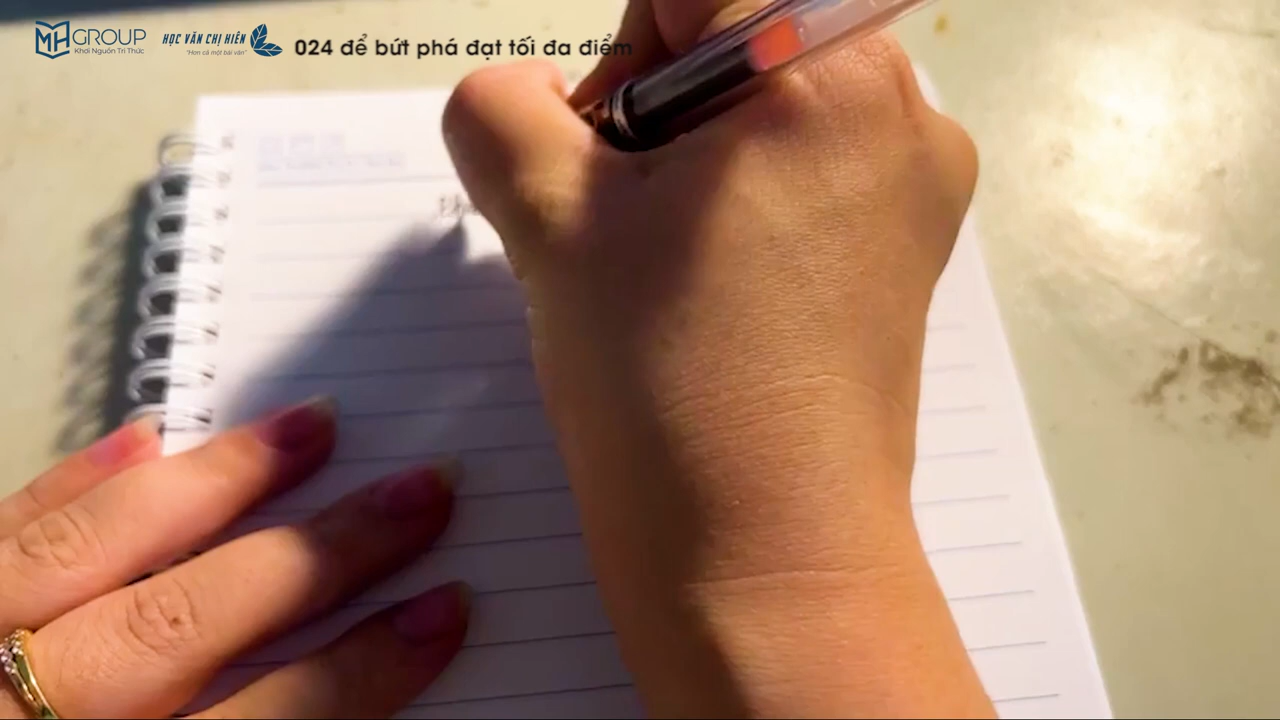 MH GROUP
Khơi Nguồn Tri Thức
HỌC VĂN CHỊ HIÊN
"Hơn cả một bài văn"
024 để bứt phá đạt tối đa điểm